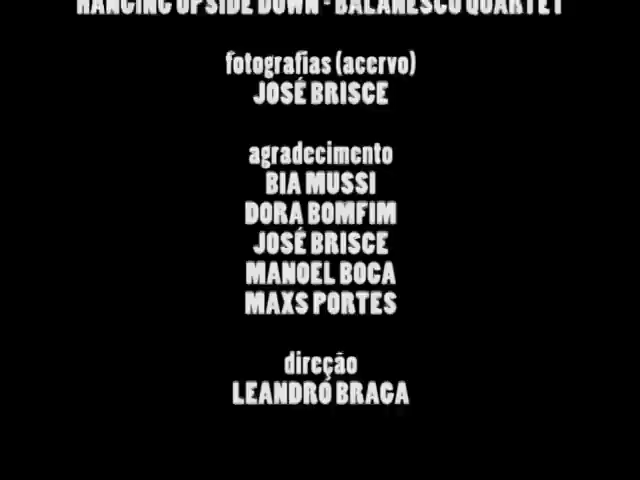 HANGING UPSIDE DOWN - BALANESCU QUARTET
fotografias (acervo)
JOSÉ BRISCE
agradecimento
BIA MUSSI
DORA BOMFIM
JOSÉ BRISCE
MANOEL BOCA
MAXS PORTES
direção
LEANDRO BRAGA